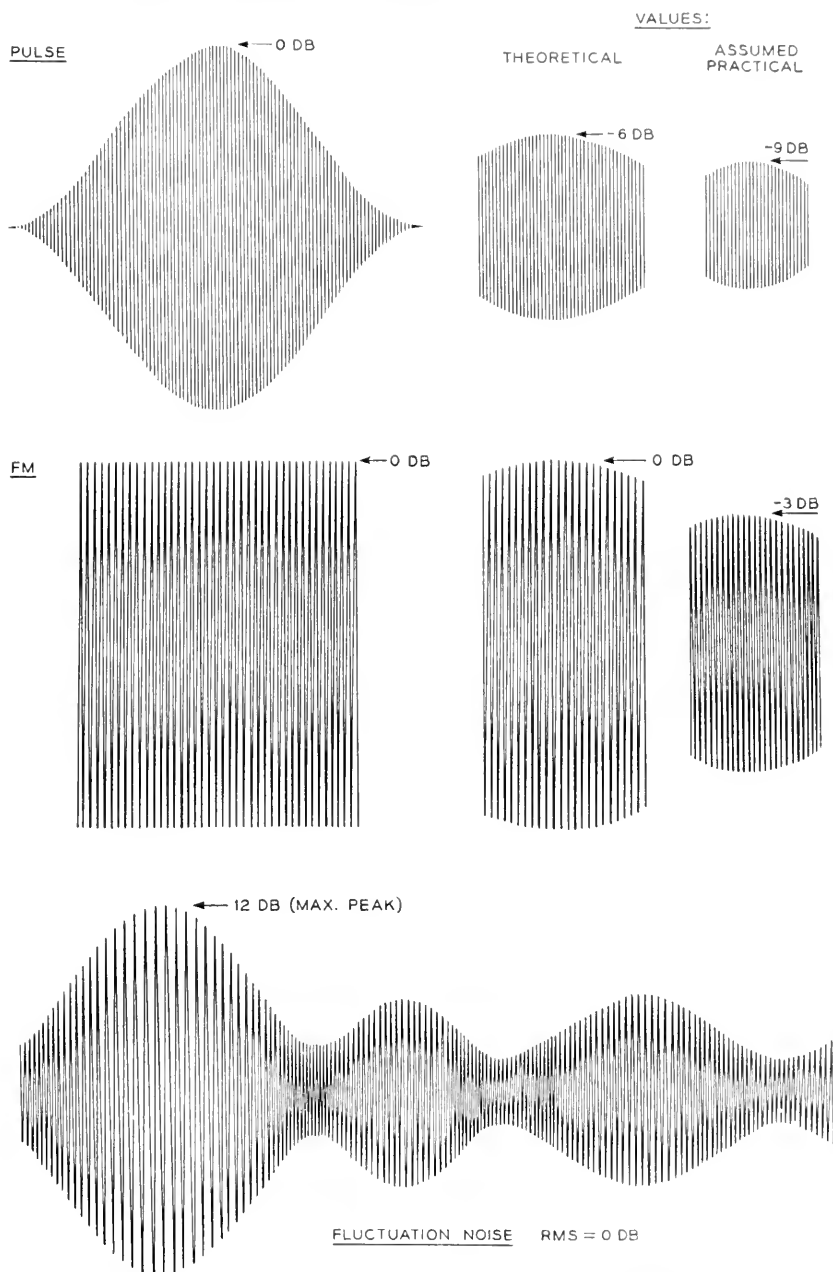 VALUES:
PULSE
0 DB
THEORETICAL
ASSUMED
PRACTICAL
-6 DB
-9 DB
FM
0 DB
0 DB
-3 DB
12 DB (MAX. PEAK)
FLUCTUATION NOISE RMS = 0 DB